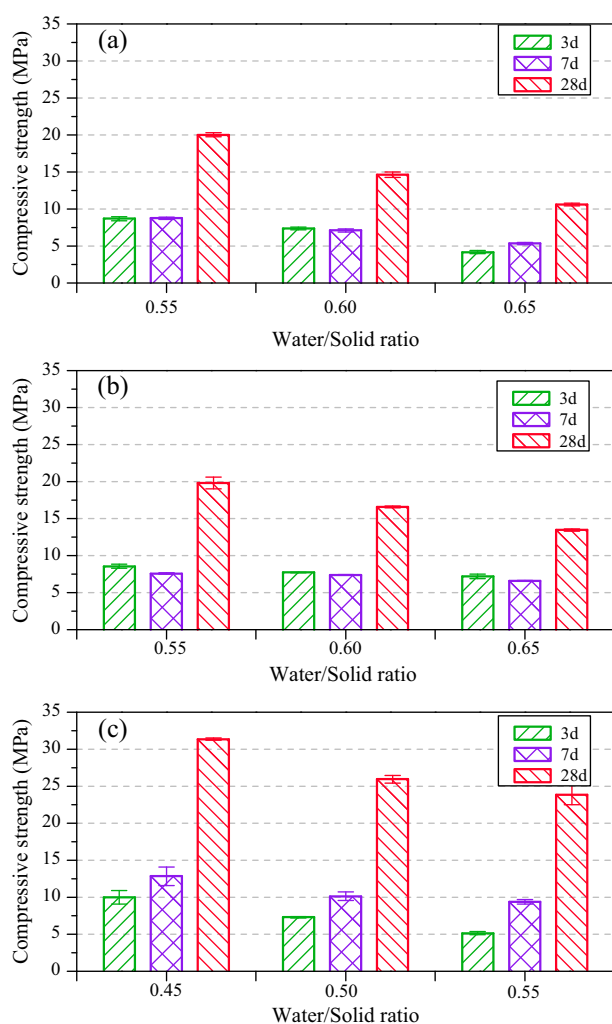 (a)
Compressive strength (MPa)
35
30
25
20
15
10
5
0
3d
7d
28d
0.55 0.60 0.65
Water/Solid ratio
(b)
Compressive strength (MPa)
35
30
25
20
15
10
5
0
3d
7d
28d
0.55 0.60 0.65
Water/Solid ratio
(c)
Compressive strength (MPa)
35
30
25
20
15
10
5
0
3d
7d
28d
0.45 0.50 0.55
Water/Solid ratio